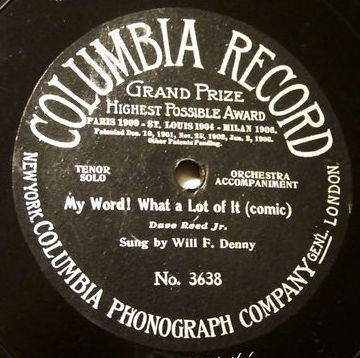 COLUMBIA RECORD
GRAND PRIZE
HIGHEST POSSIBLE AWARD
PARIS 1900 - ST. LOUIS 1904 - MILAN 1906.
Patented Dec. 10, 1901, Nov. 25, 1902, Jan. 2, 1906.
Other Patents Pending.
TENOR
SOLO
ORCHESTRA
ACCOMPANIMENT
My Word! What a Lot of It (comic)
Dave Reed Jr.
Sung by Will F. Denny
No. 3638
NEW YORK. COLUMBIA PHONOGRAPH COMPANY GENL. LONDON